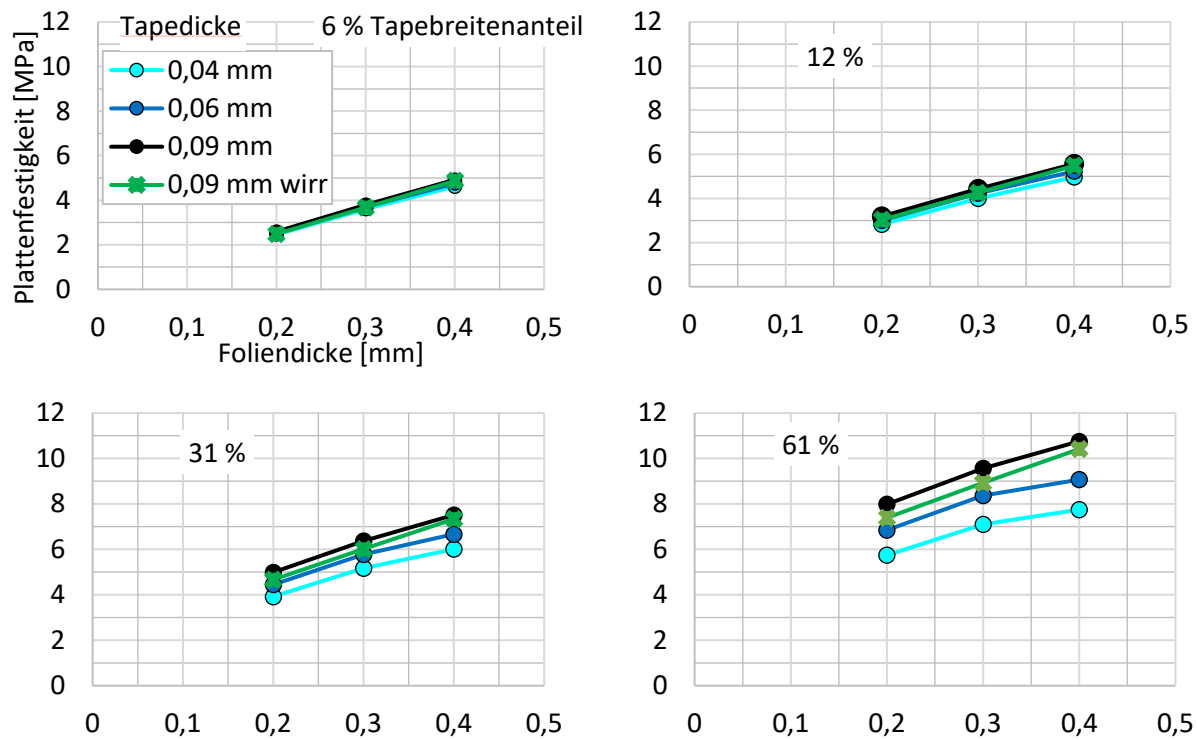 Plattenfestigkeit [MPa]
12
10
8
6
4
2
0
Tapedicke
6 % Tapebreitenanteil
0,04 mm
0,06 mm
0,09 mm
0,09 mm wirr
0 0,1 0,2 0,3 0,4 0,5
Foliendicke [mm]
12
10
8
6
4
2
0
12 %
0 0,1 0,2 0,3 0,4 0,5
12
10
8
6
4
2
0
31 %
0 0,1 0,2 0,3 0,4 0,5
12
10
8
6
4
2
0
61 %
0 0,1 0,2 0,3 0,4 0,5